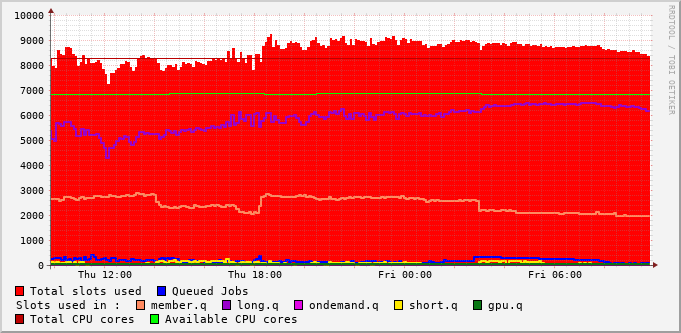 10000
9000
8000
7000
6000
5000
4000
3000
2000
1000
0
Thu 12:00 Thu 18:00 Fri 00:00 Fri 06:00
RRDTOOL / TOBI OETIKER
Total slots used Queued Jobs
Slots used in : member.q long.q ondemand.q short.q gpu.q
Total CPU cores Available CPU cores